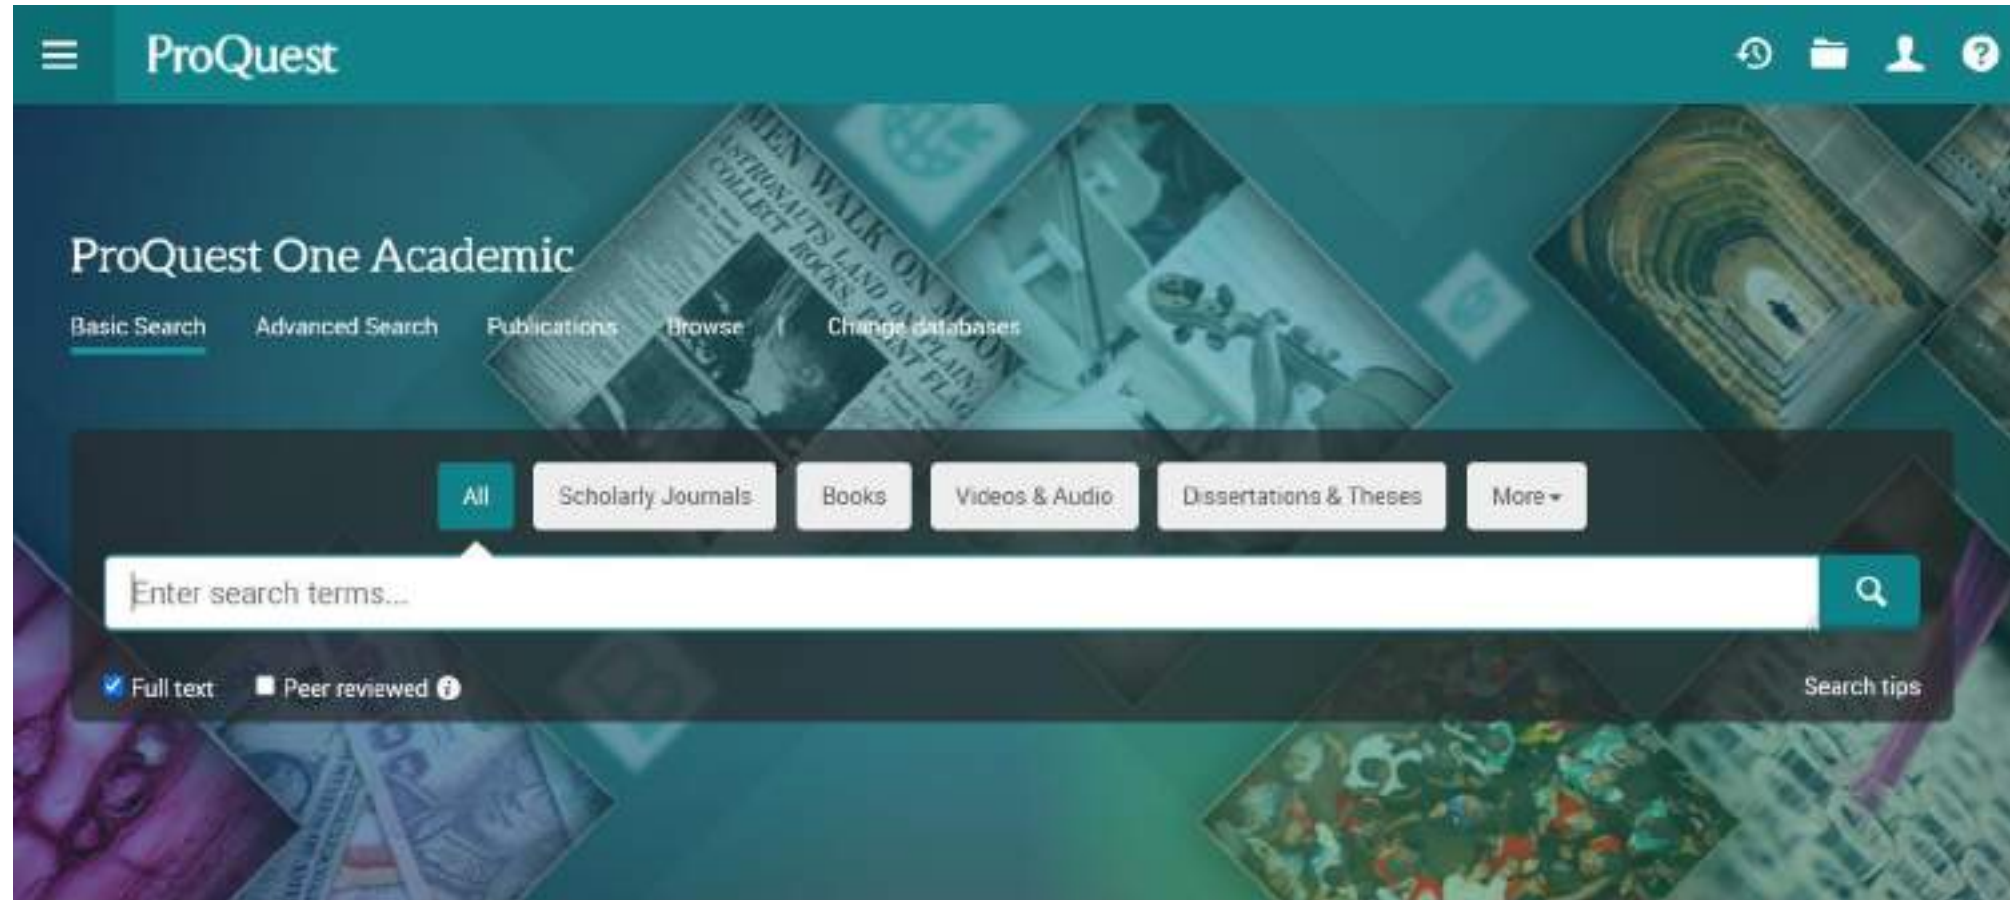 ProQuest
MEN WALK ON MOON
ASTRONAUTS LAND ON PLAIN;
COLLECT ROCKS, PLANT FLAG
ProQuest One Academic
Basic Search Advanced Search Publications Browse | Change databases
All Scholarly Journals Books Videos & Audio Dissertations & Theses More
Enter search terms...
Full text Peer reviewed
Search tips